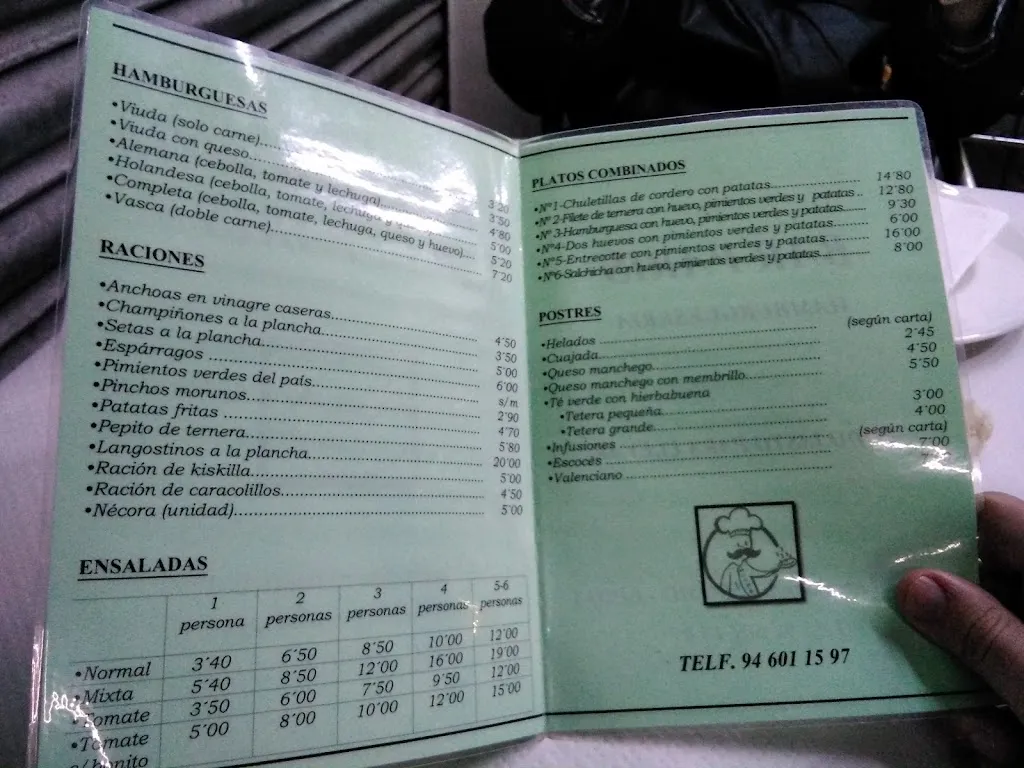 HAMBURGUESAS
•Viuda (solo carne)... 3'20
•Viuda con queso... 3'50
•Alemana (cebolla, tomate y lechuga)... 4'80
•Holandesa (cebolla, tomate, lechuga y 5'00
•Completa (cebolla, tomate, lechuga, queso y huevo).... 5'20
•Vasca (doble carne)... 7'20
RACIONES
•Anchoas en vinagre caseras... 4'50
•Champiñones a la plancha... 3'50
•Setas a la plancha... 5'00
•Espárragos ... 6'00
•Pimientos verdes del país... s/m
•Pinchos morunos... 2'90
•Patatas fritas ... 4'70
•Pepito de ternera... 5'80
•Langostinos a la plancha... 20'00
•Ración de kiskilla... 5'00
•Ración de caracolillos... 4'50
•Nécora (unidad)... 5'00
ENSALADAS
1 persona 2 personas 3 personas 4 personas 5-6 personas
•Normal 3'40 6'50 8'50 10'00 12'00
•Mixta 5'40 8'50 12'00 16'00 19'00
•Tomate 3'50 6'00 7'50 9'50 12'00
•Tomate 5'00 8'00 10'00 12'00 15'00
c/bonito
PLATOS COMBINADOS
•Nº1-Chuletillas de cordero con patatas... 14'80
•Nº 2-Filete de ternera con huevo, pimientos verdes y patatas .. 12'80
•Nº 3-Hamburguesa con huevo, pimientos verdes y patatas... 9'30
•Nº4-Dos huevos con pimientos verdes y patatas... 6'00
•Nº5-Entrecotte con pimientos verdes y patatas... 16'00
•Nº6-Salchicha con huevo, pimientos verdes y patatas... 8'00
POSTRES
•Helados ... (según carta)
•Cuajada... 2'45
•Queso manchego... 4'50
•Queso manchego con membrillo... 5'50
•Té verde con hierbabuena
•Tetera pequeña... 3'00
•Tetera grande... 4'00
•Infusiones ... (según carta)
•Escocés ... 7'00
•Valenciano ...
TELF. 94 601 15 97